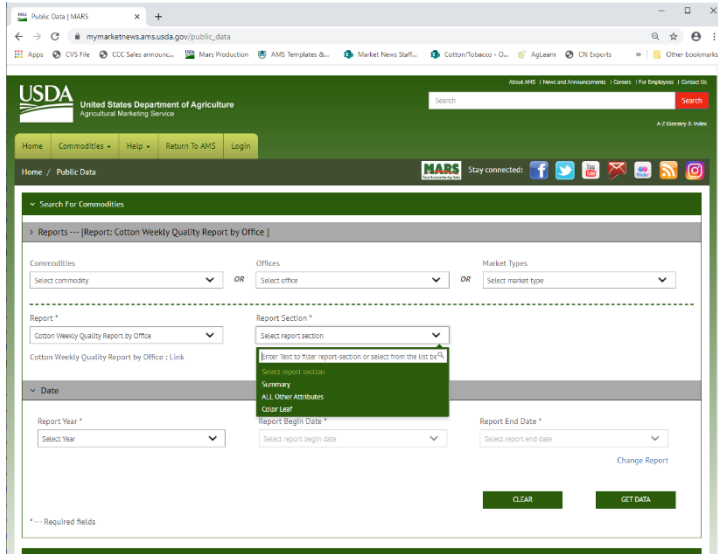 Public Data | MARS
mymarketnews.ams.usda.gov/public_data
Apps CVS File CCC Sales announc... Mars Production AMS Templates &... Market News Staff... Cotton/Tobacco - O... AgLearn CN Exports » Other bookmarks
About AMS | News and Announcements | Careers | For Employees | Contact Us
USDA
United States Department of Agriculture
Agricultural Marketing Service
Search Search
A-Z Glossary & Index
Home Commodities Help Return To AMS Login
Home / Public Data MARS Stay connected: You Tube flickr
Search For Commodities
> Reports --- [Report: Cotton Weekly Quality Report by Office ]
Commodities Offices Market Types
Select commodity OR Select office OR Select market type
Report * Report Section *
Cotton Weekly Quality Report by Office Select report section
Cotton Weekly Quality Report by Office : Link
Enter Text to filter report-section or select from the list be
Select report section
Summary
ALL Other Attributes
Color Leaf
Date
Report Year * Report Begin Date * Report End Date *
Select Year Select report begin date Select report end date
Change Report
CLEAR GET DATA
* --- Required fields